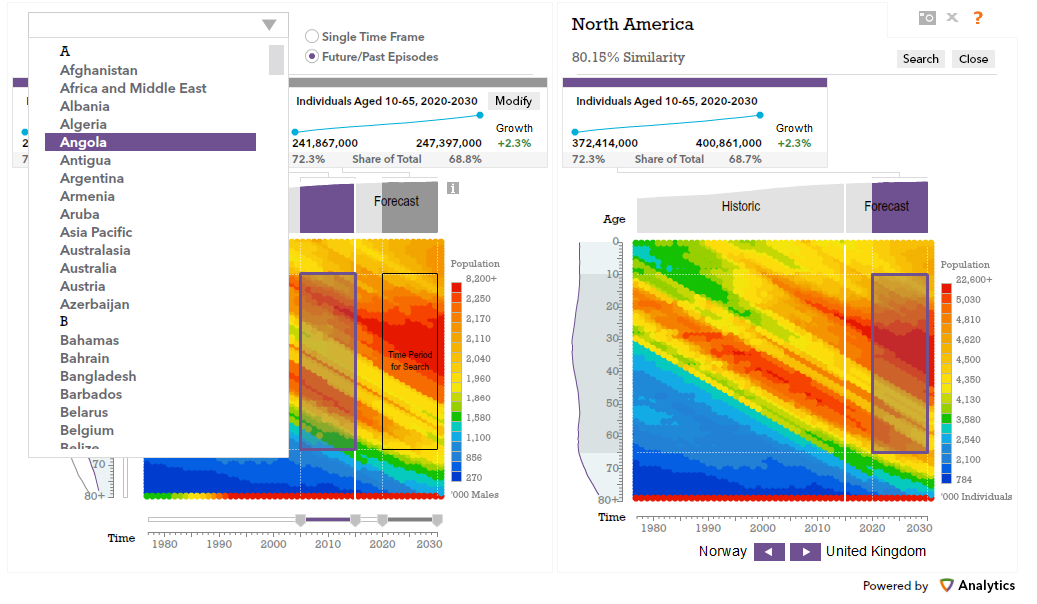 A
Afghanistan
Africa and Middle East
Albania
Algeria
Angola
Antigua
Argentina
Armenia
Aruba
Asia Pacific
Australasia
Australia
Austria
Azerbaijan
B
Bahamas
Bahrain
Bangladesh
Barbados
Belarus
Belgium
Belize
Single Time Frame
Future/Past Episodes
Individuals Aged 10-65, 2020-2030
Modify
Growth
241,867,000 247,397,000 +2.3%
72.3% Share of Total 68.8%
Forecast
i
Time Period
for Search
Population
8,200+
2,250
2,170
2,110
2,040
1,960
1,860
1,580
1,100
856
270
'000 Males
70
80+
Time
1980 1990 2000 2010 2020 2030
North America
?
80.15% Similarity
Search Close
Individuals Aged 10-65, 2020-2030
Growth
372,414,000 400,861,000 +2.3%
72.3% Share of Total 68.7%
Historic Forecast
Age
0
10
20
30
40
50
60
70
80+
Population
22,600+
5,030
4,810
4,620
4,500
4,350
4,130
3,580
2,540
2,100
784
'000 Individuals
Time
1980 1990 2000 2010 2020 2030
Norway United Kingdom
Powered by Analytics